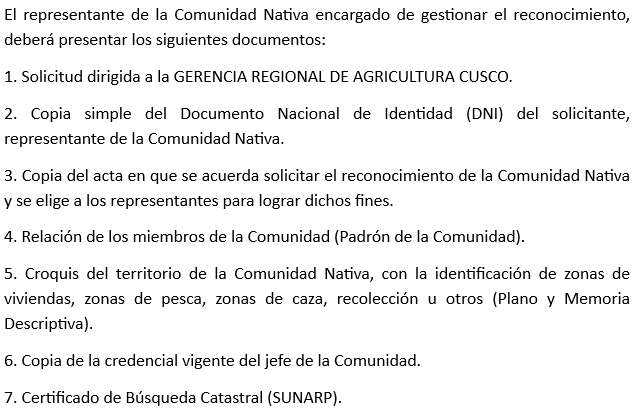 El representante de la Comunidad Nativa encargado de gestionar el reconocimiento,
deberá presentar los siguientes documentos:
1. Solicitud dirigida a la GERENCIA REGIONAL DE AGRICULTURA CUSCO.
2. Copia simple del Documento Nacional de Identidad (DNI) del solicitante,
representante de la Comunidad Nativa.
3. Copia del acta en que se acuerda solicitar el reconocimiento de la Comunidad Nativa
y se elige a los representantes para lograr dichos fines.
4. Relación de los miembros de la Comunidad (Padrón de la Comunidad).
5. Croquis del territorio de la Comunidad Nativa, con la identificación de zonas de
viviendas, zonas de pesca, zonas de caza, recolección u otros (Plano y Memoria
Descriptiva).
6. Copia de la credencial vigente del jefe de la Comunidad.
7. Certificado de Búsqueda Catastral (SUNARP).